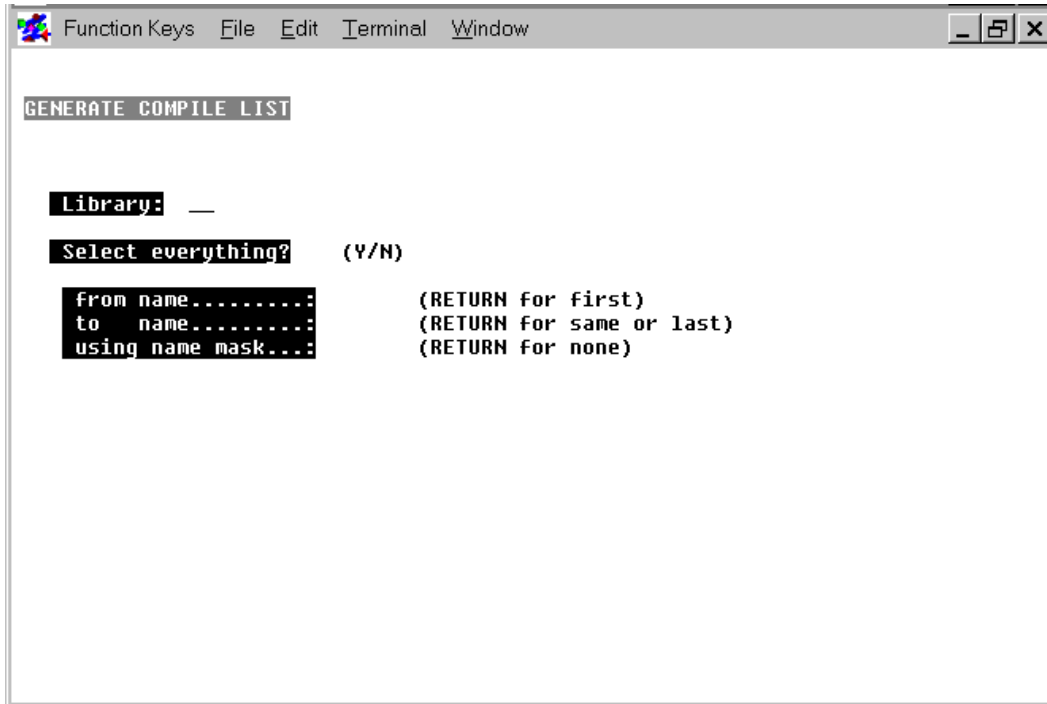 Function Keys File Edit Terminal Window
GENERATE COMPILE LIST
Library: __
Select everything? (Y/N)
from name.........: (RETURN for first)
to name.........: (RETURN for same or last)
using name mask...: (RETURN for none)